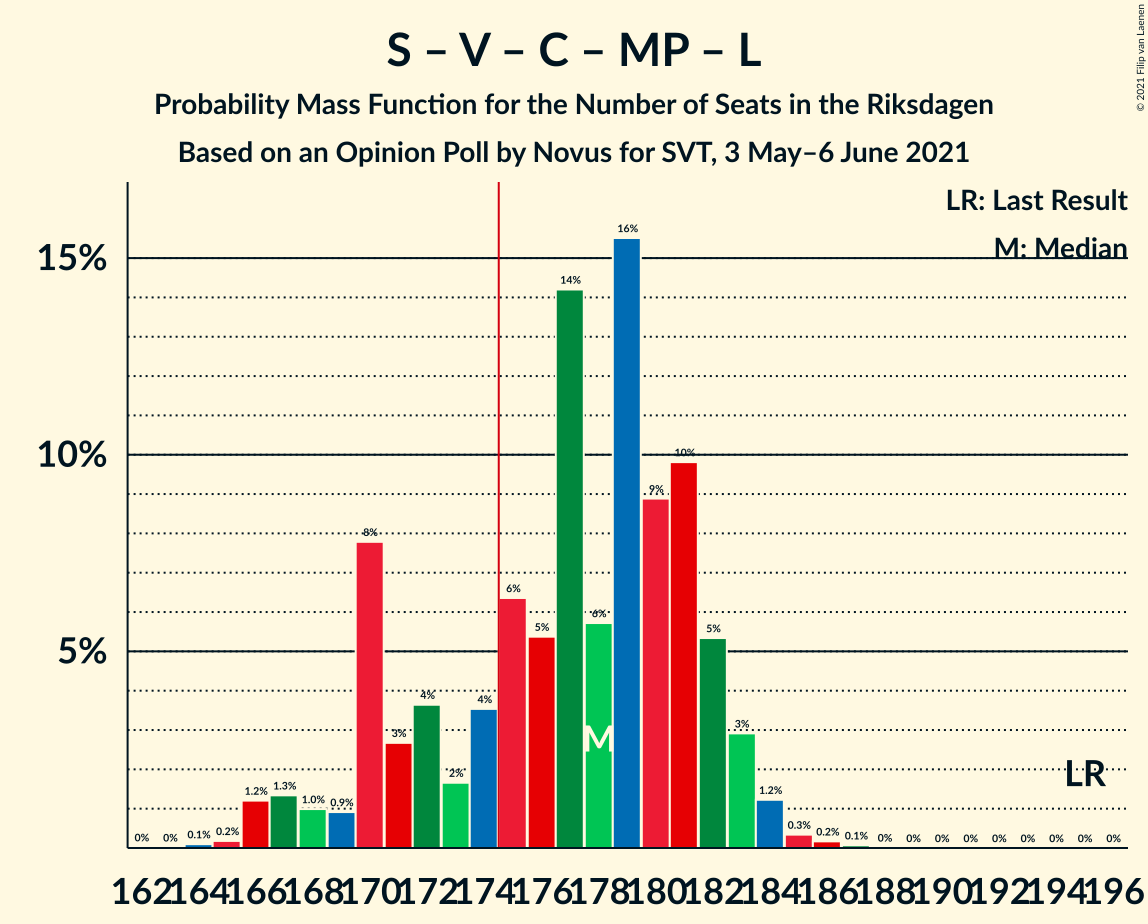 S – V – C – MP – L
Probability Mass Function for the Number of Seats in the Riksdagen
Based on an Opinion Poll by Novus for SVT, 3 May–6 June 2021
© 2021 Filip van Laenen
LR: Last Result
M: Median
15%
10%
5%
0% 0% 0.1% 0.2% 1.2% 1.3% 1.0% 0.9% 8% 3% 4% 2% 4% 6% 5% 14% 6% 16% 9% 10% 5% 3% 1.2% 0.3% 0.2% 0.1% 0% 0% 0% 0% 0% 0% 0% 0% 0%
M
LR
162 164 166 168 170 172 174 176 178 180 182 184 186 188 190 192 194 196